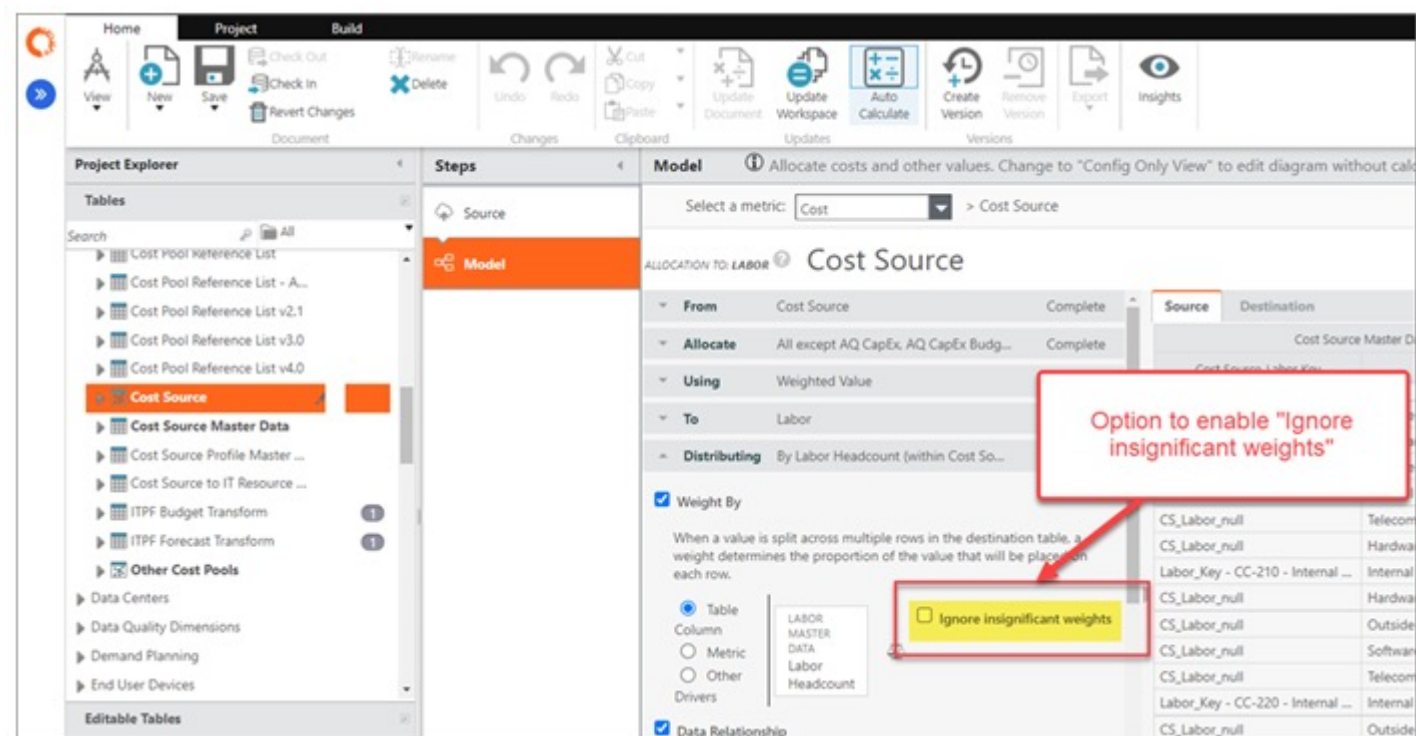 Home Project Build
View
New
Save
Check Out
Check In
Revert Changes
Rename
Delete
Undo
Redo
Cut
Copy
Paste
Update Document
Update Workspace
Auto Calculate
Create Version
Remove Version
Export
Insights
Document
Changes
Clipboard
Updates
Versions
Project Explorer
Tables
Search
All
Cost Pool Reference List
Cost Pool Reference List - A...
Cost Pool Reference List v2.1
Cost Pool Reference List v3.0
Cost Pool Reference List v4.0
Cost Source
Cost Source Master Data
Cost Source Profile Master ...
Cost Source to IT Resource ...
ITPF Budget Transform 1
ITPF Forecast Transform 1
Other Cost Pools
Data Centers
Data Quality Dimensions
Demand Planning
End User Devices
Editable Tables
Steps
Source
Model
Model Allocate costs and other values. Change to "Config Only View" to edit diagram without calc
Select a metric: Cost > Cost Source
ALLOCATION TO: LABOR Cost Source
From Cost Source Complete
Allocate All except AQ CapEx, AQ CapEx Budg... Complete
Using Weighted Value
To Labor
Distributing By Labor Headcount (within Cost So...
Weight By
When a value is split across multiple rows in the destination table, a
weight determines the proportion of the value that will be placed on
each row.
Table
Column
Metric
Other
Drivers
LABOR
MASTER
DATA
Labor
Headcount
Ignore insignificant weights
Data Relationship
Option to enable "Ignore
insignificant weights"
Source Destination
Cost Source Master Da
Cost Source Labor Key
CS_Labor_null Telecom
CS_Labor_null Hardwa
Labor_Key - CC-210 - Internal ... Internal
CS_Labor_null Hardwa
CS_Labor_null Outside
CS_Labor_null Software
CS_Labor_null Telecom
Labor_Key - CC-220 - Internal ... Internal
CS_Labor_null Outside